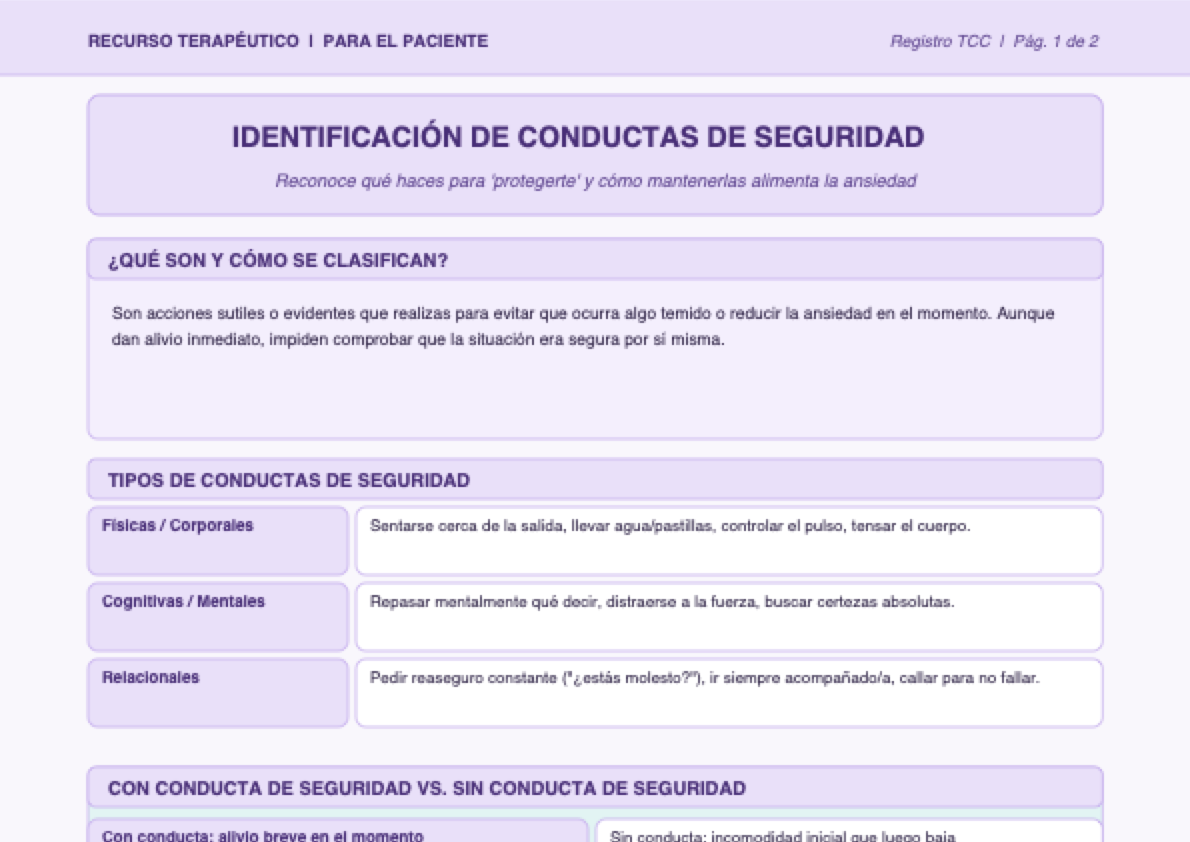 RECURSO TERAPÉUTICO | PARA EL PACIENTE
Registro TCC | Pág. 1 de 2
IDENTIFICACIÓN DE CONDUCTAS DE SEGURIDAD
Reconoce qué haces para 'protegerte' y cómo mantenerlas alimenta la ansiedad
¿QUÉ SON Y CÓMO SE CLASIFICAN?
Son acciones sutiles o evidentes que realizas para evitar que ocurra algo temido o reducir la ansiedad en el momento. Aunque
dan alivio inmediato, impiden comprobar que la situación era segura por sí misma.
TIPOS DE CONDUCTAS DE SEGURIDAD
Físicas / Corporales
Sentarse cerca de la salida, llevar agua/pastillas, controlar el pulso, tensar el cuerpo.
Cognitivas / Mentales
Repasar mentalmente qué decir, distraerse a la fuerza, buscar certezas absolutas.
Relacionales
Pedir reaseguro constante ("¿estás molesto?"), ir siempre acompañado/a, callar para no fallar.
CON CONDUCTA DE SEGURIDAD VS. SIN CONDUCTA DE SEGURIDAD
Con conducta: alivio breve en el momento
Sin conducta: incomodidad inicial que luego baja